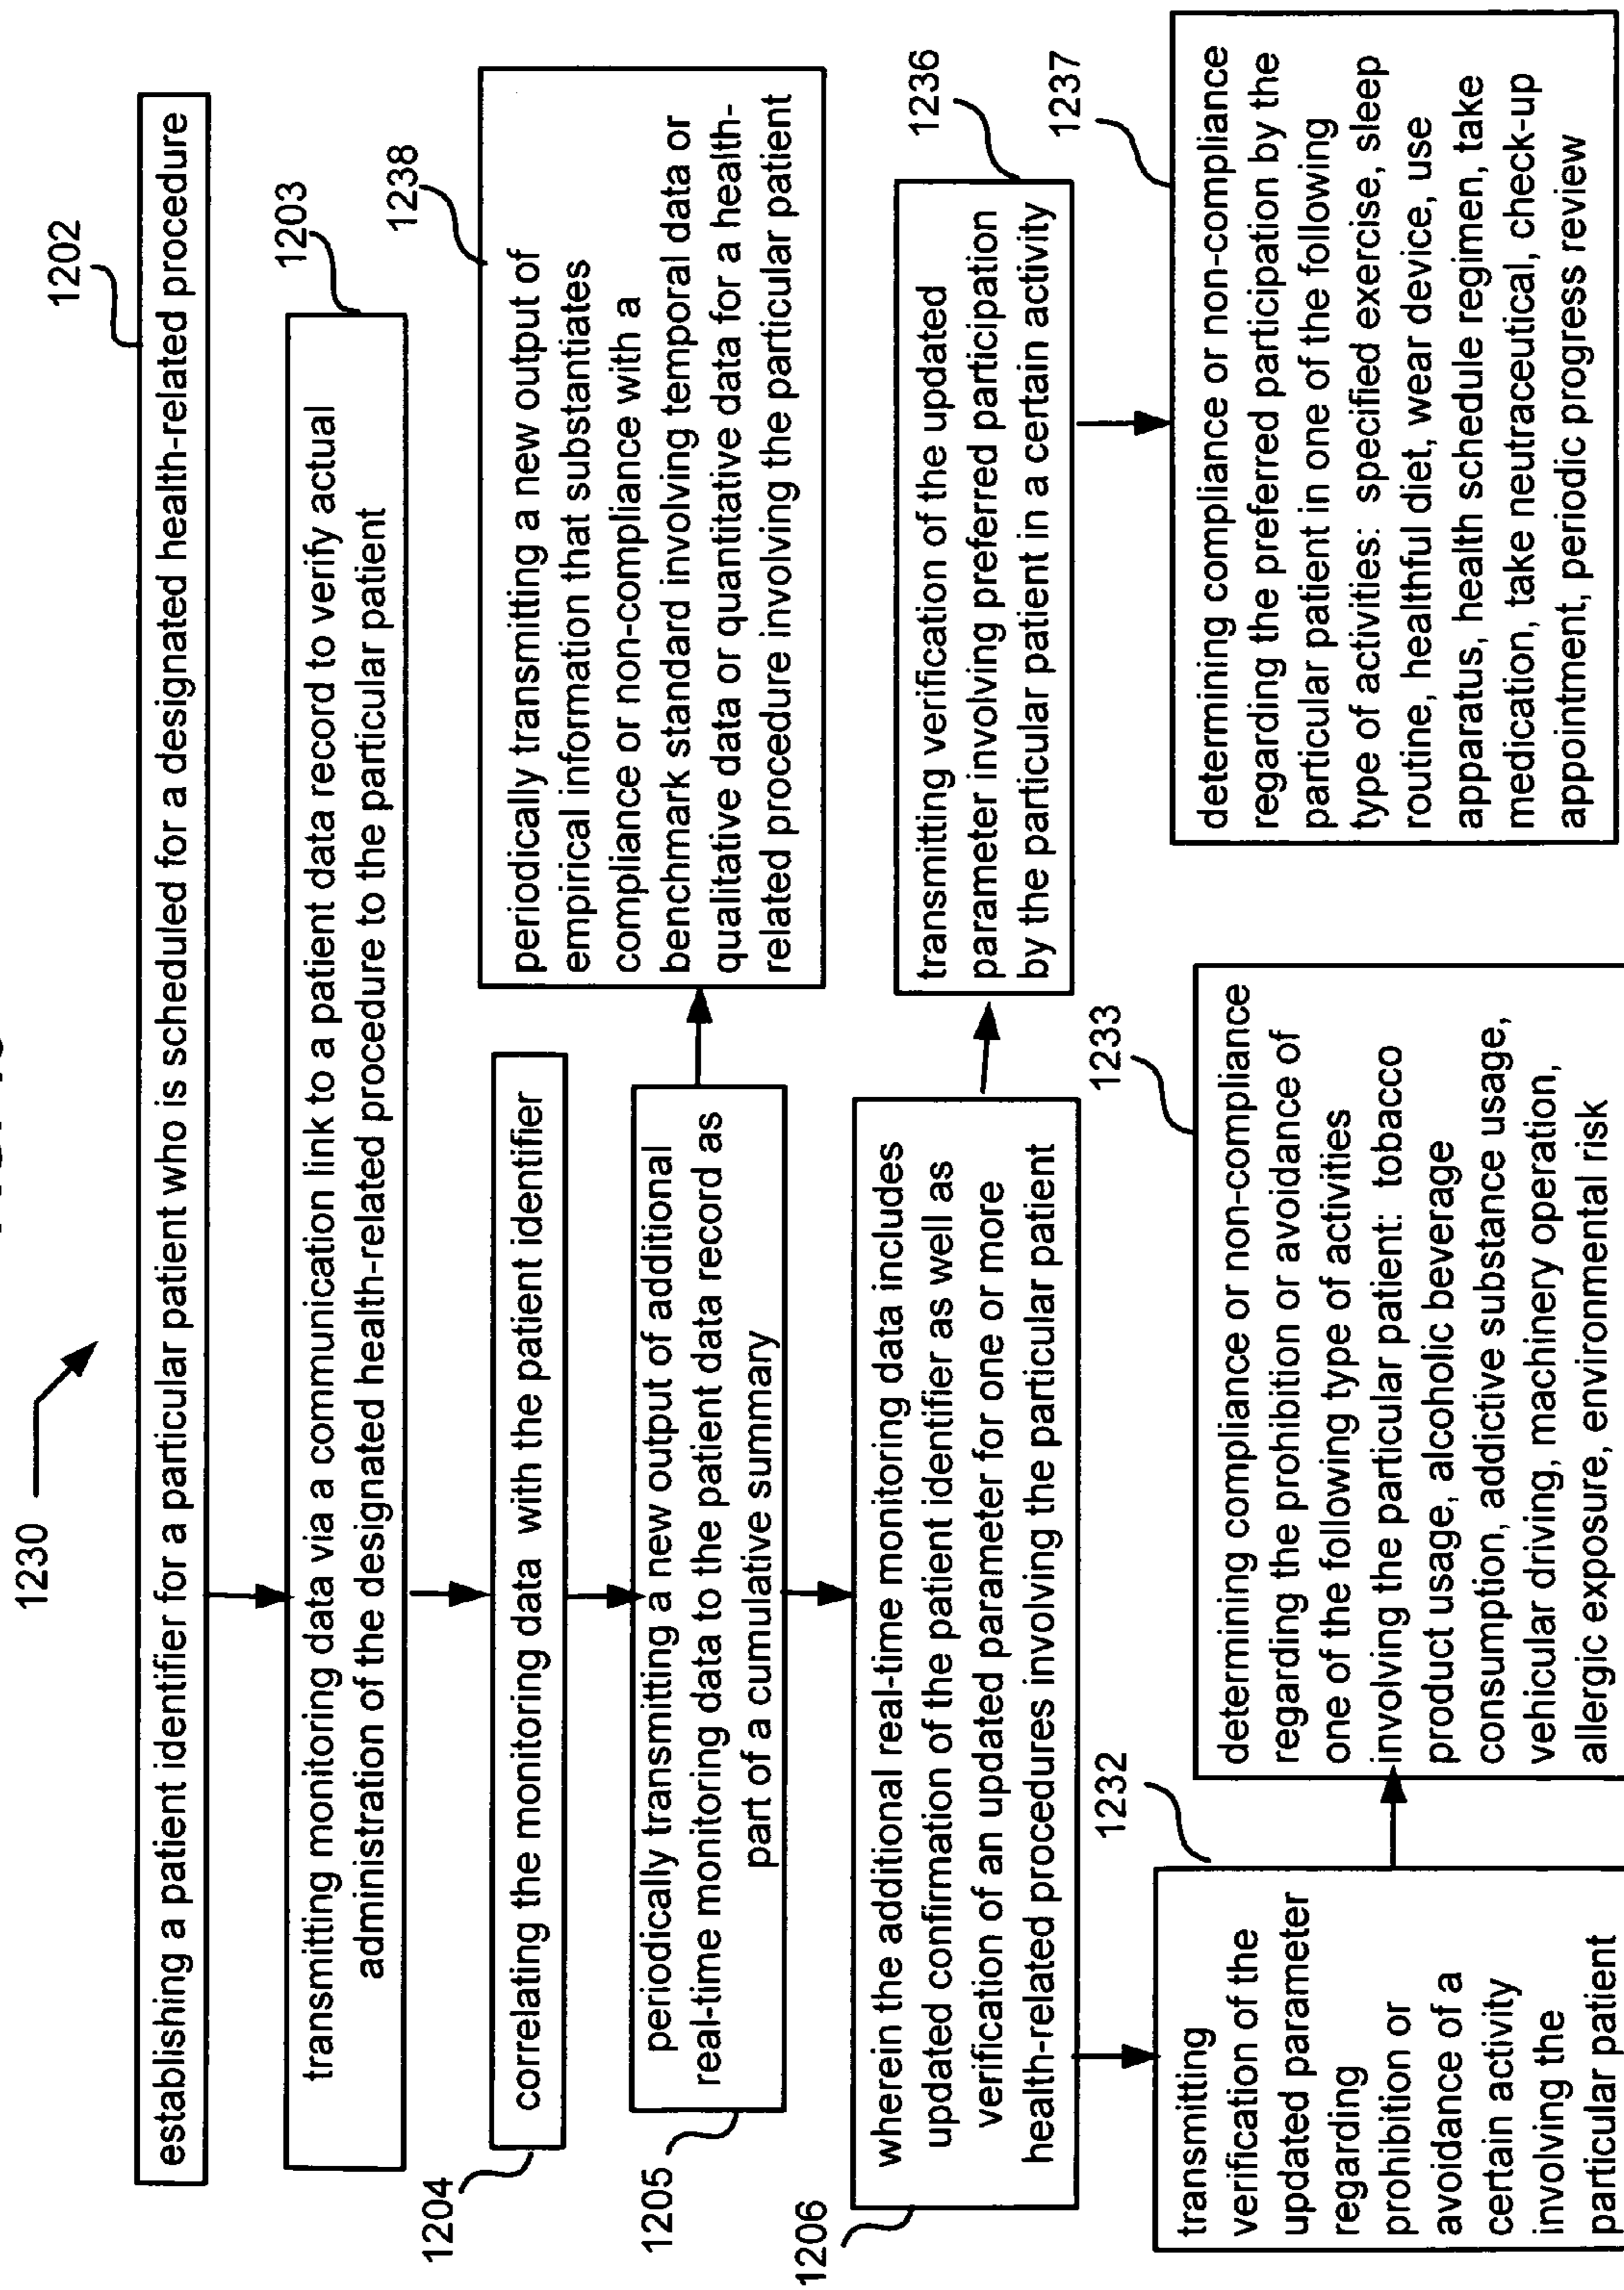 1230
1202
establishing a patient identifier for a particular patient who is scheduled for a designated health-related procedure
1203
transmitting monitoring data via a communication link to a patient data record to verify actual
administration of the designated health-related procedure to the particular patient
1204
correlating the monitoring data with the patient identifier
1238
periodically transmitting a new output of
empirical information that substantiates
compliance or non-compliance with a
benchmark standard involving temporal data or
qualitative data or quantitative data for a health-
related procedure involving the particular patient
1205
periodically transmitting a new output of additional
real-time monitoring data to the patient data record as
part of a cumulative summary
1206
wherein the additional real-time monitoring data includes
updated confirmation of the patient identifier as well as
verification of an updated parameter for one or more
health-related procedures involving the particular patient
1236
transmitting verification of the updated
parameter involving preferred participation
by the particular patient in a certain activity
1232
transmitting
verification of the
updated parameter
regarding
prohibition or
avoidance of a
certain activity
involving the
particular patient
1233
determining compliance or non-compliance
regarding the prohibition or avoidance of
one of the following type of activities
involving the particular patient: tobacco
product usage, alcoholic beverage
consumption, addictive substance usage,
vehicular driving, machinery operation,
allergic exposure, environmental risk
1237
determining compliance or non-compliance
regarding the preferred participation by the
particular patient in one of the following
type of activities: specified exercise, sleep
routine, healthful diet, wear device, use
apparatus, health schedule regimen, take
medication, take neutraceutical, check-up
appointment, periodic progress review